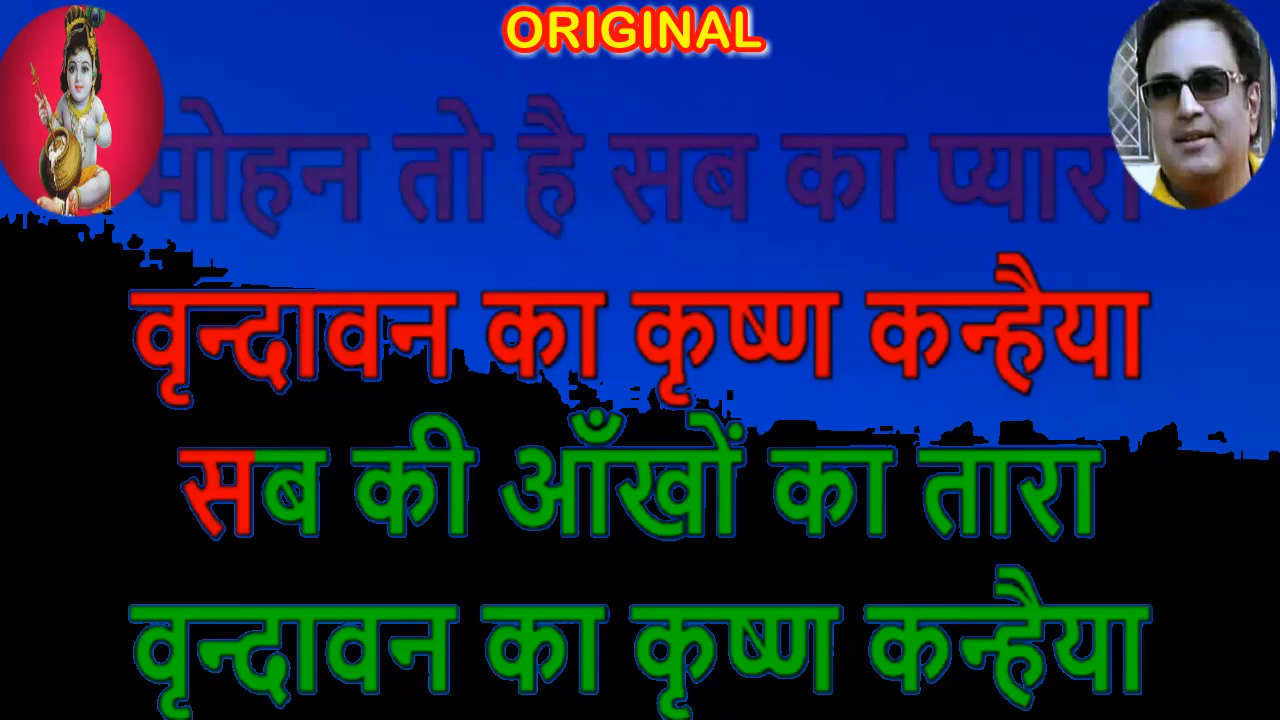 ORIGINAL
मोहन तो है सब का प्यारा
वृन्दावन का कृष्ण कन्हैया
सब की आँखों का तारा
वृन्दावन का कृष्ण कन्हैया